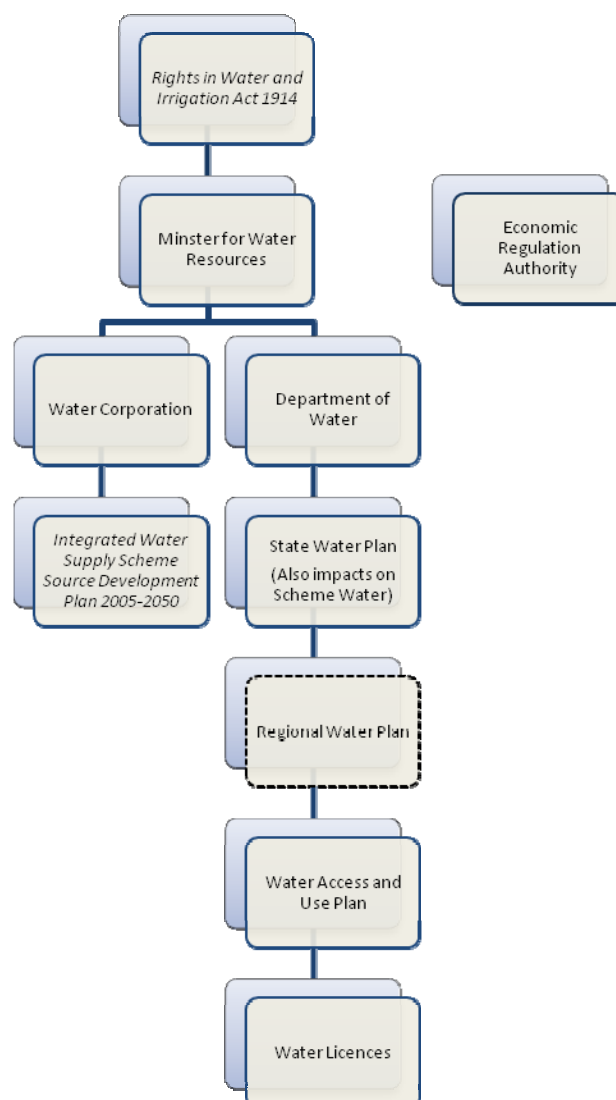 Rights in Water and
Irrigation Act 1914
Minster for Water
Resources
Economic
Regulation
Authority
Water Corporation
Department of
Water
Integrated Water
Supply Scheme
Source Development
Plan 2005-2050
State Water Plan
(Also impacts on
Scheme Water)
Regional Water Plan
Water Access and
Use Plan
Water Licences